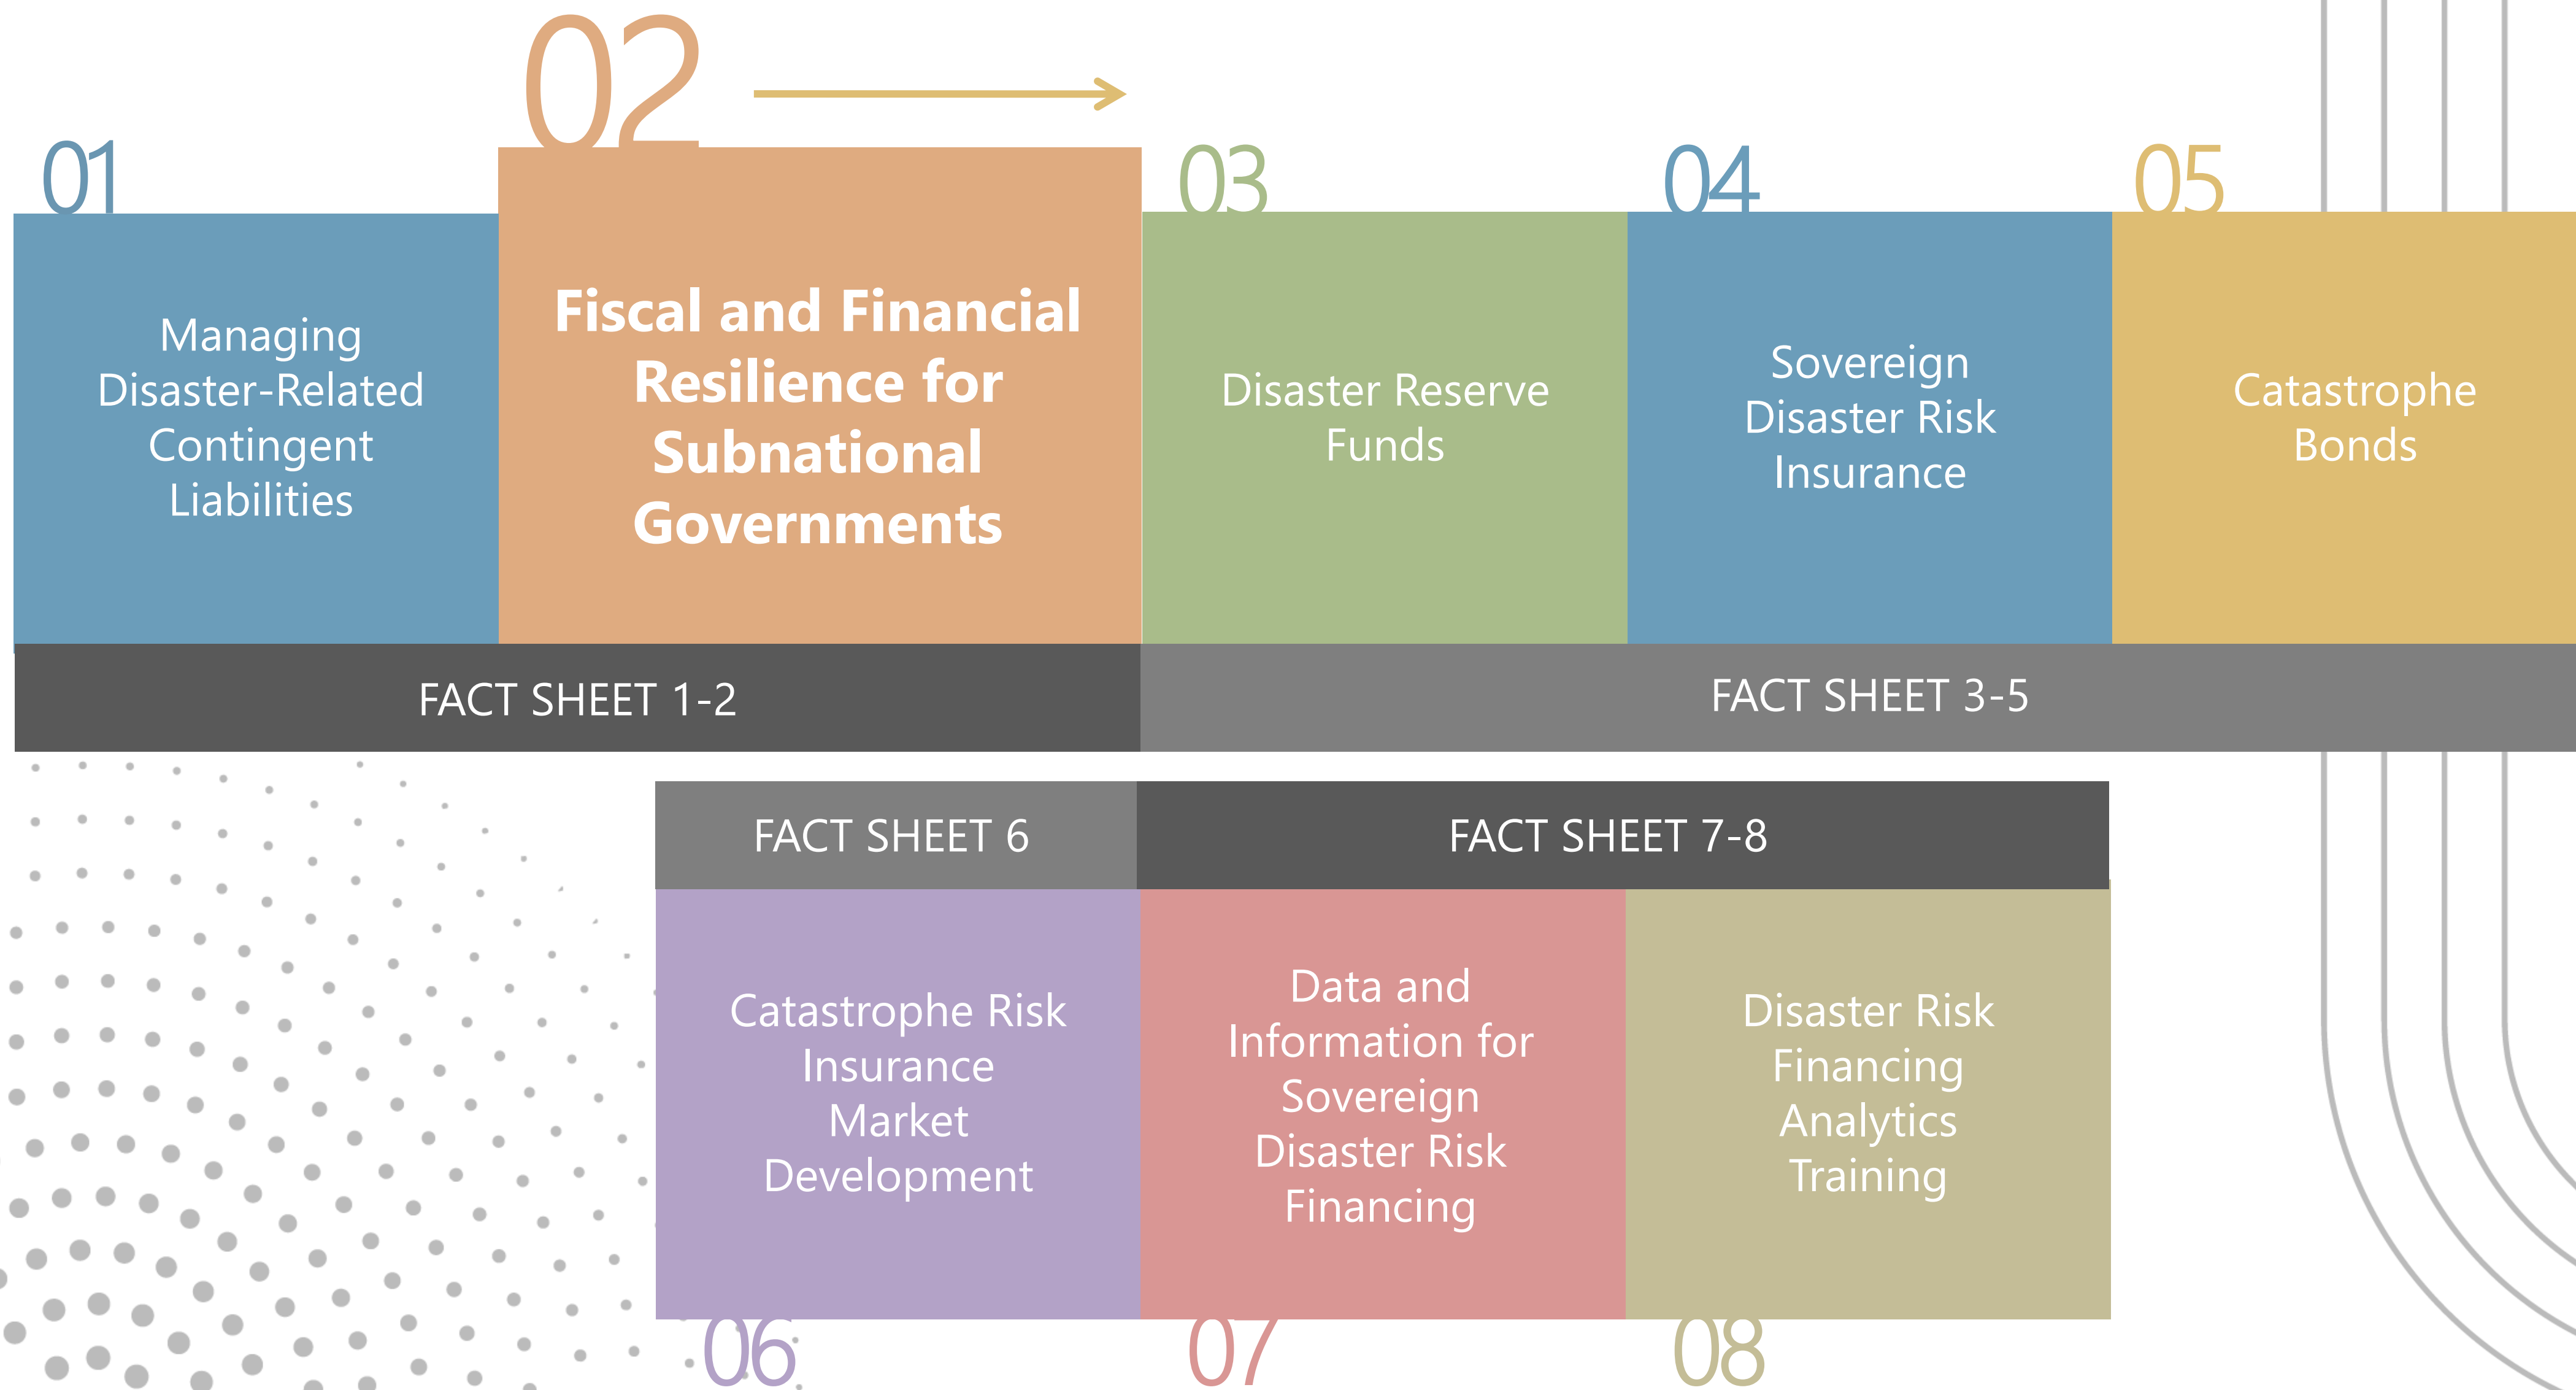 01
Managing
Disaster-Related
Contingent
Liabilities
02
Fiscal and Financial
Resilience for
Subnational
Governments
03
Disaster Reserve
Funds
04
Sovereign
Disaster Risk
Insurance
05
Catastrophe
Bonds
FACT SHEET 1-2
FACT SHEET 3-5
FACT SHEET 6
FACT SHEET 7-8
Catastrophe Risk
Insurance
Market
Development
06
Data and
Information for
Sovereign
Disaster Risk
Financing
07
Disaster Risk
Financing
Analytics
Training
08